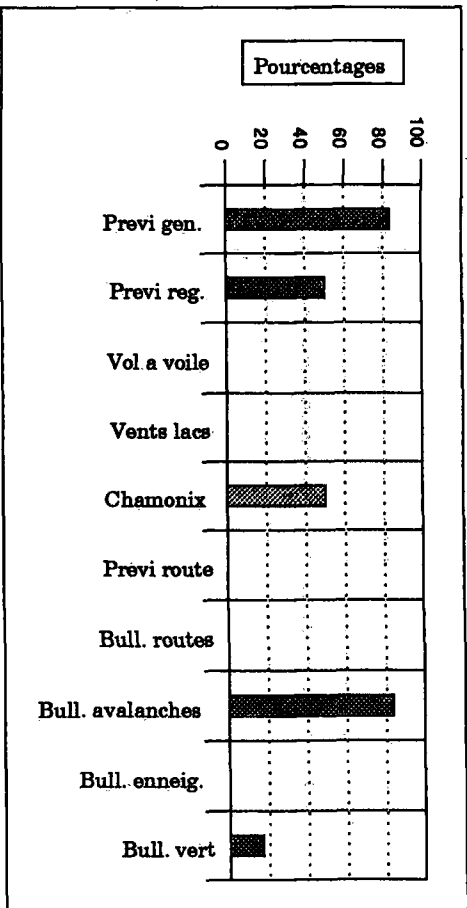 Pourcentages
0 20 40 60 80 100
Previ gen.
Previ reg.
Vol a voile
Vents lacs
Chamonix
Previ route
Bull. routes
Bull. avalanches
Bull. enneig.
Bull. vert